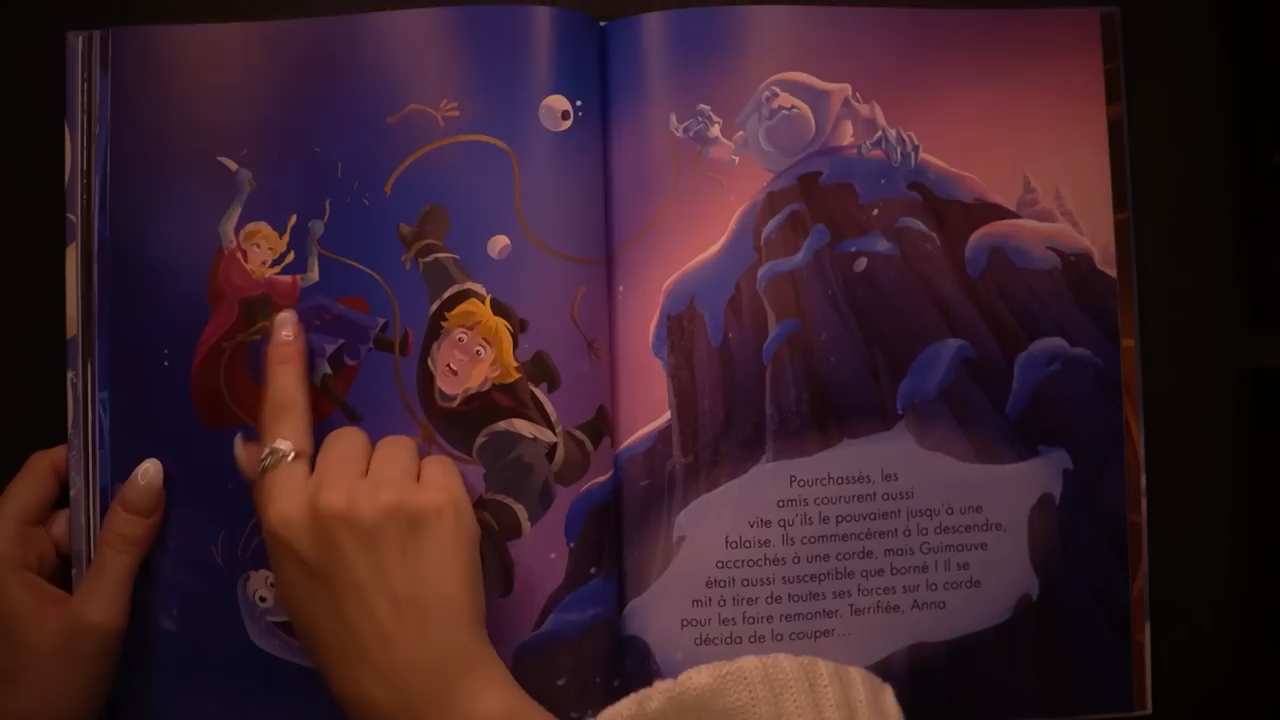 Pourchassés, les
amis coururent aussi
vite qu'ils le pouvaient jusqu'à une
falaise. Ils commencèrent à la descendre,
accrochés à une corde, mais Guimauve
était aussi susceptible que borné ! Il se
mit à tirer de toutes ses forces sur la corde
pour les faire remonter. Terrifiée, Anna
décida de la couper...